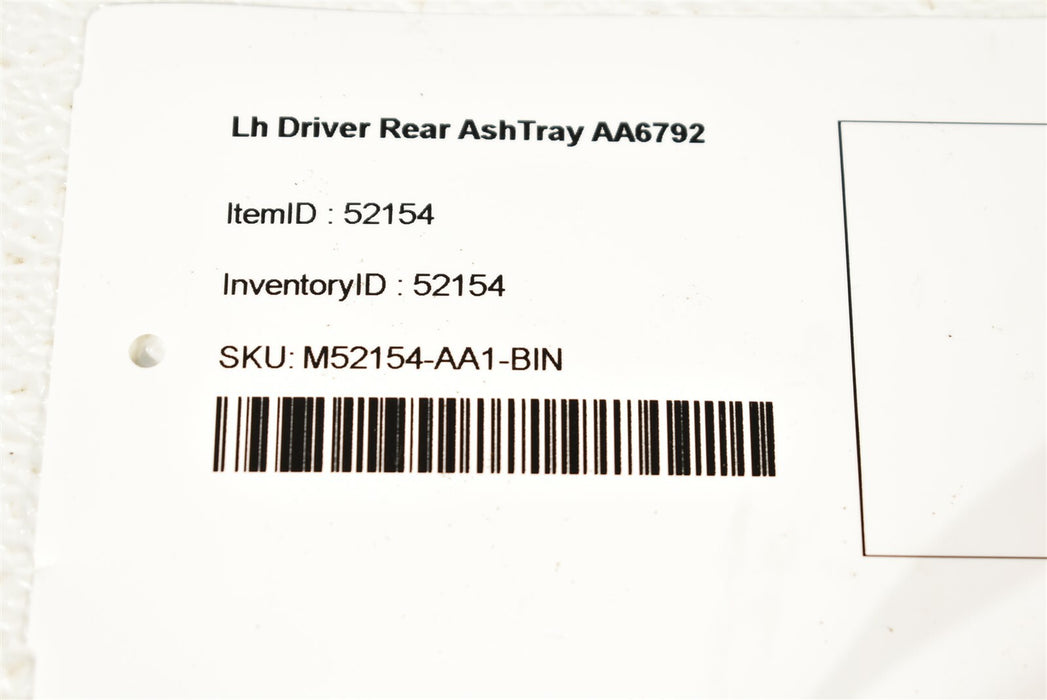 Lh Driver Rear AshTray AA6792
ItemID : 52154
InventoryID : 52154
SKU: M52154-AA1-BIN